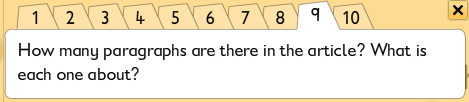 1 2 3 4 5 6 7 8 9 10
How many paragraphs are there in the article? What is
each one about?